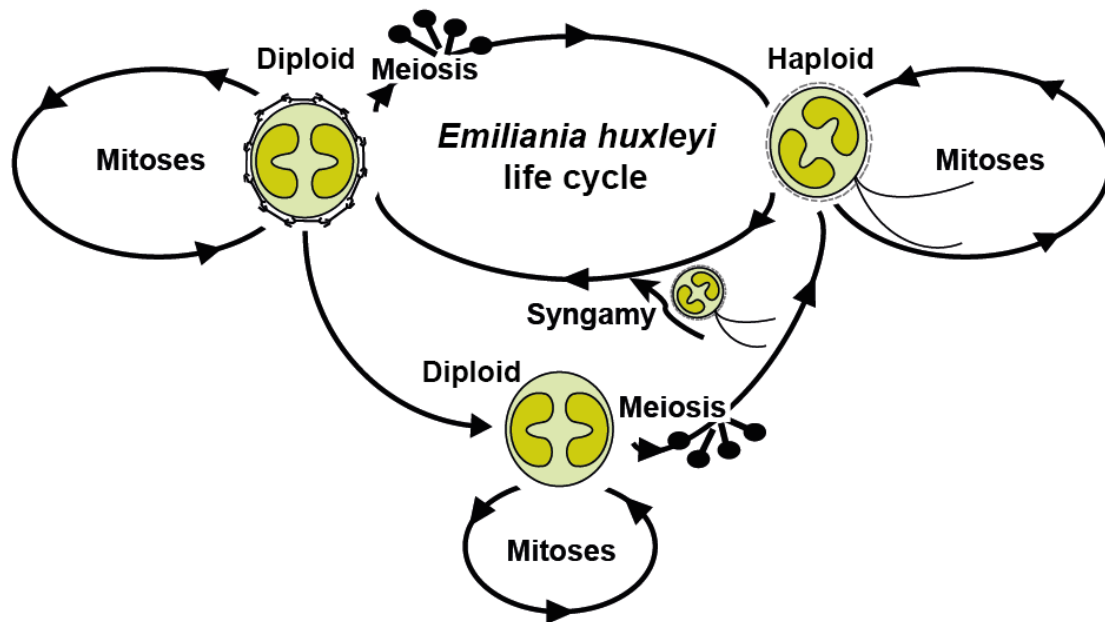 Diploid
Meiosis
Haploid
Mitoses
Emiliania huxleyi
life cycle
Mitoses
Syngamy
Diploid
Meiosis
Mitoses